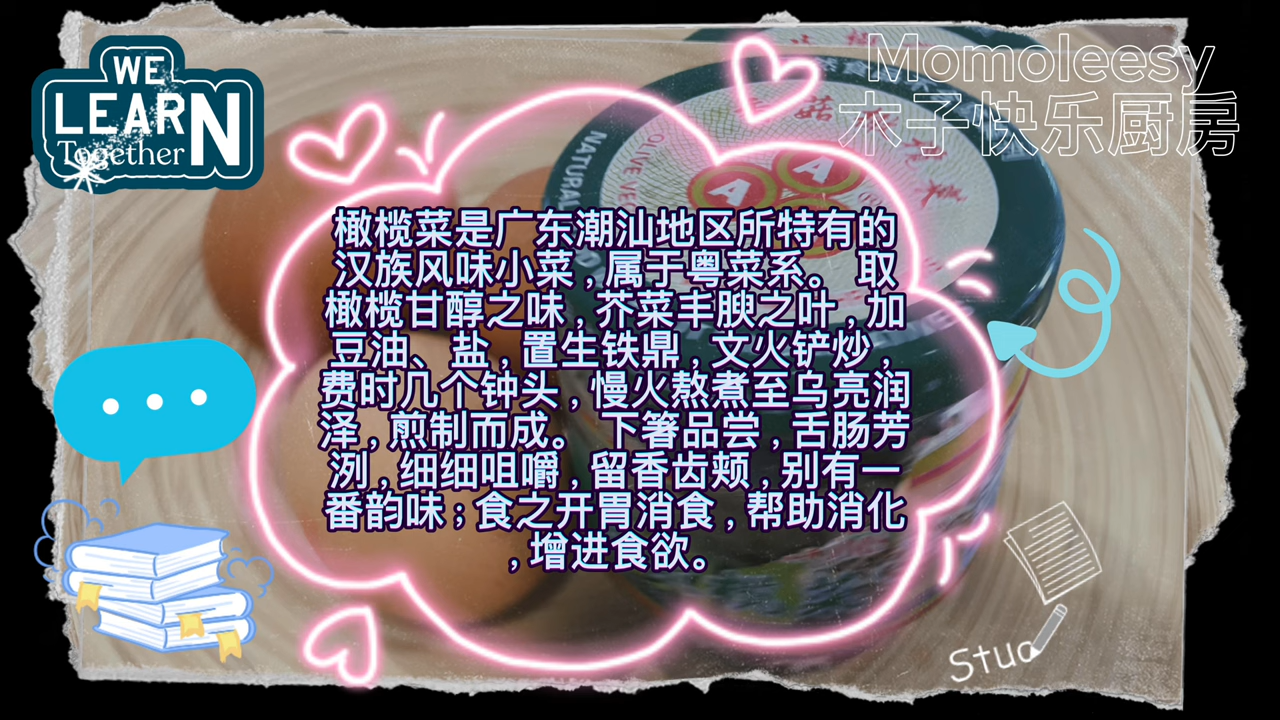 WE
LEARN
Together
Momoleesy
木子快乐厨房
NATURAL
OLIVE VE
A
A
橄榄菜是广东潮汕地区所特有的
汉族风味小菜,属于粤菜系。 取
橄榄甘醇之味,芥菜丰腴之叶,加
豆油、盐,置生铁鼎,文火铲炒,
费时几个钟头,慢火熬煮至乌亮润
泽,煎制而成。 下箸品尝,舌肠芳
洌,细细咀嚼,留香齿颊,别有一
番韵味;食之开胃消食,帮助消化
,增进食欲。
Stud